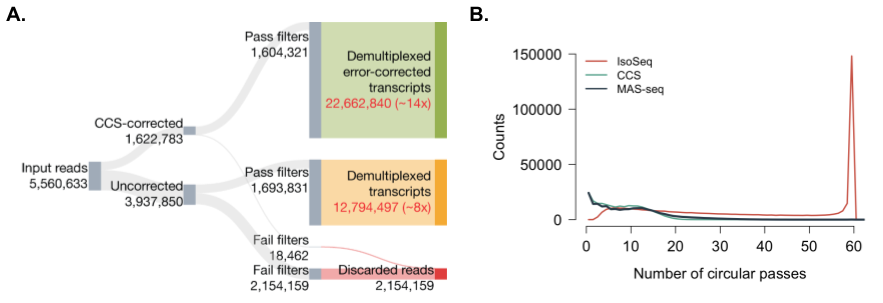 A.
Pass filters
1,604,321
Demultiplexed
error-corrected
transcripts
22,662,840 (~14x)
CCS-corrected
1,622,783
Input reads
5,560,633
Uncorrected
3,937,850
Pass filters
1,693,831
Demultiplexed
transcripts
12,794,497 (~8x)
Fail filters
18,462
Fail filters
2,154,159
Discarded reads
2,154,159
B.
IsoSeq
CCS
MAS-seq
Counts
150000
100000
50000
0
0 10 20 30 40 50 60
Number of circular passes